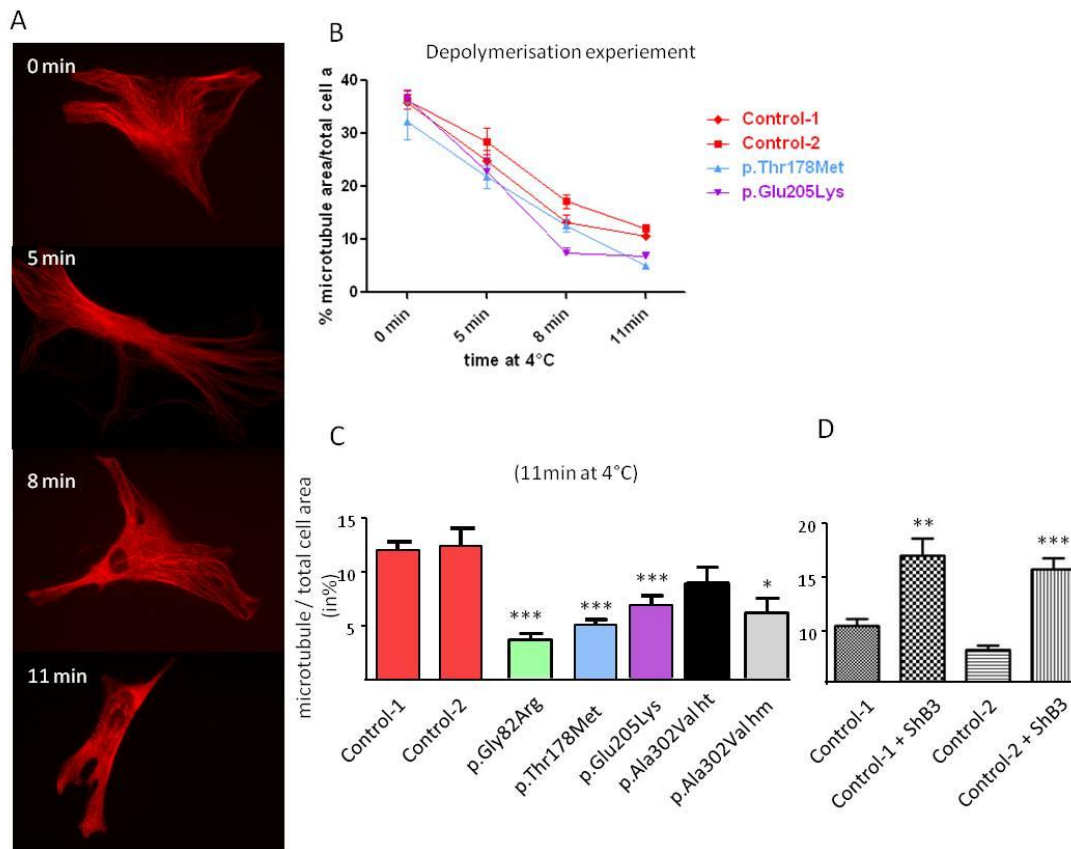 A
0 min
5 min
8 min
11 min
B
Depolymerisation experiement
% microtubule area/total cell a
40
30
20
10
0
0 min
5 min
8 min
11min
time at 4°C
Control-1
Control-2
p.Thr178Met
p.Glu205Lys
C
(11min at 4°C)
microtubule / total cell area
(in%)
15
10
5
***
***
***
*
Control-1
Control-2
p.Gly82Arg
p.Thr178Met
p.Glu205Lys
p.Ala302Val ht
p.Ala302Val hm
D
20
15
10
**
***
Control-1
Control-1 + ShB3
Control-2
Control-2 + ShB3